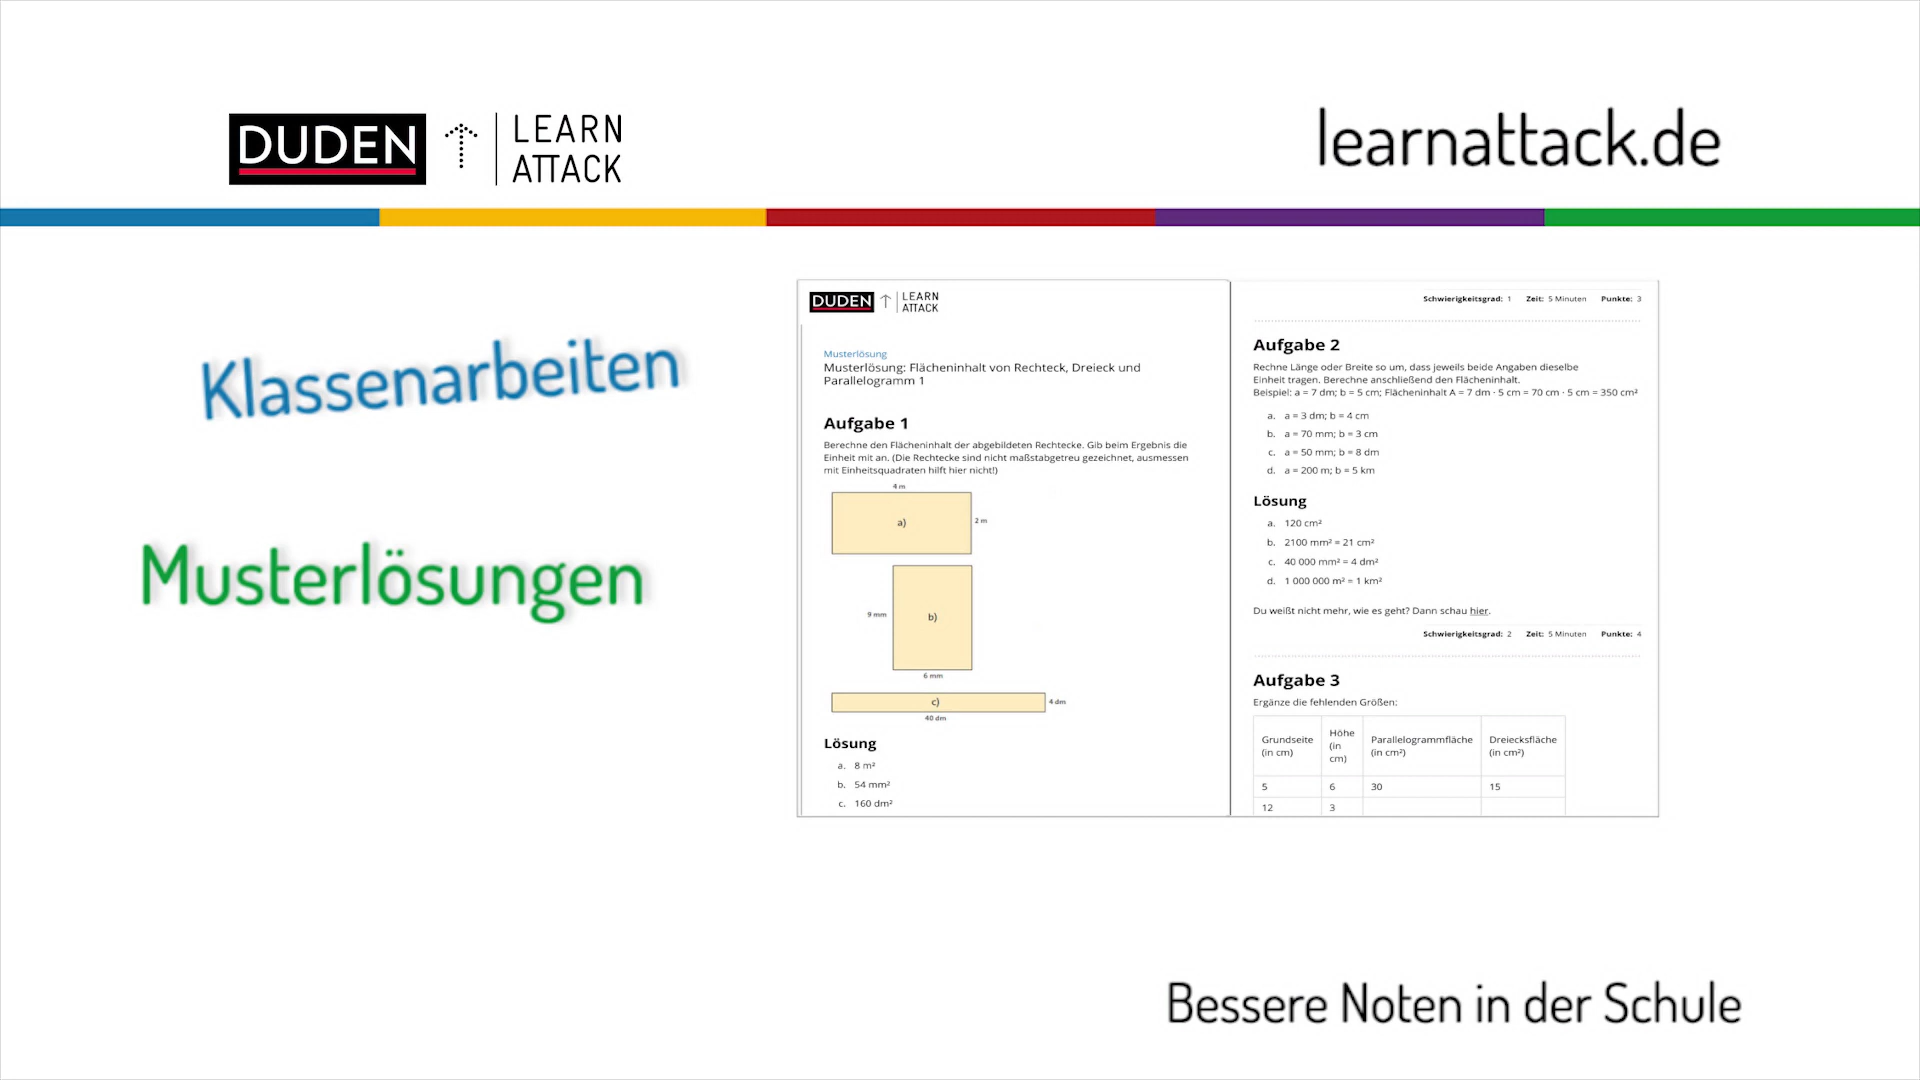 DUDEN
LEARN
ATTACK
learnattack.de
Klassenarbeiten
Musterlösungen
DUDEN
LEARN
ATTACK
Musterlösung
Musterlösung: Flächeninhalt von Rechteck, Dreieck und
Parallelogramm 1
Aufgabe 1
Berechne den Flächeninhalt der abgebildeten Rechtecke. Gib beim Ergebnis die
Einheit mit an. (Die Rechtecke sind nicht maßstabgetreu gezeichnet, ausmessen
mit Einheitsquadraten hilft hier nicht!)
4 m
a)
2 m
9 mm
b)
6 mm
c)
4 dm
40 dm
Lösung
a. 8 m²
b. 54 mm²
c. 160 dm²
Schwierigkeitsgrad: 1 Zeit: 5 Minuten Punkte: 3
Aufgabe 2
Rechne Länge oder Breite so um, dass jeweils beide Angaben dieselbe
Einheit tragen. Berechne anschließend den Flächeninhalt.
Beispiel: a = 7 dm; b = 5 cm; Flächeninhalt A = 7 dm · 5 cm = 70 cm · 5 cm = 350 cm²
a. a = 3 dm; b = 4 cm
b. a = 70 mm; b = 3 cm
c. a = 50 mm; b = 8 dm
d. a = 200 m; b = 5 km
Lösung
a. 120 cm²
b. 2100 mm² = 21 cm²
c. 40 000 mm² = 4 dm²
d. 1 000 000 m² = 1 km²
Du weißt nicht mehr, wie es geht? Dann schau hier.
Schwierigkeitsgrad: 2 Zeit: 5 Minuten Punkte: 4
Aufgabe 3
Ergänze die fehlenden Größen:
Grundseite (in cm) Höhe (in cm) Parallelogrammfläche (in cm²) Dreiecksfläche (in cm²)
5 6 30 15
12 3
Bessere Noten in der Schule